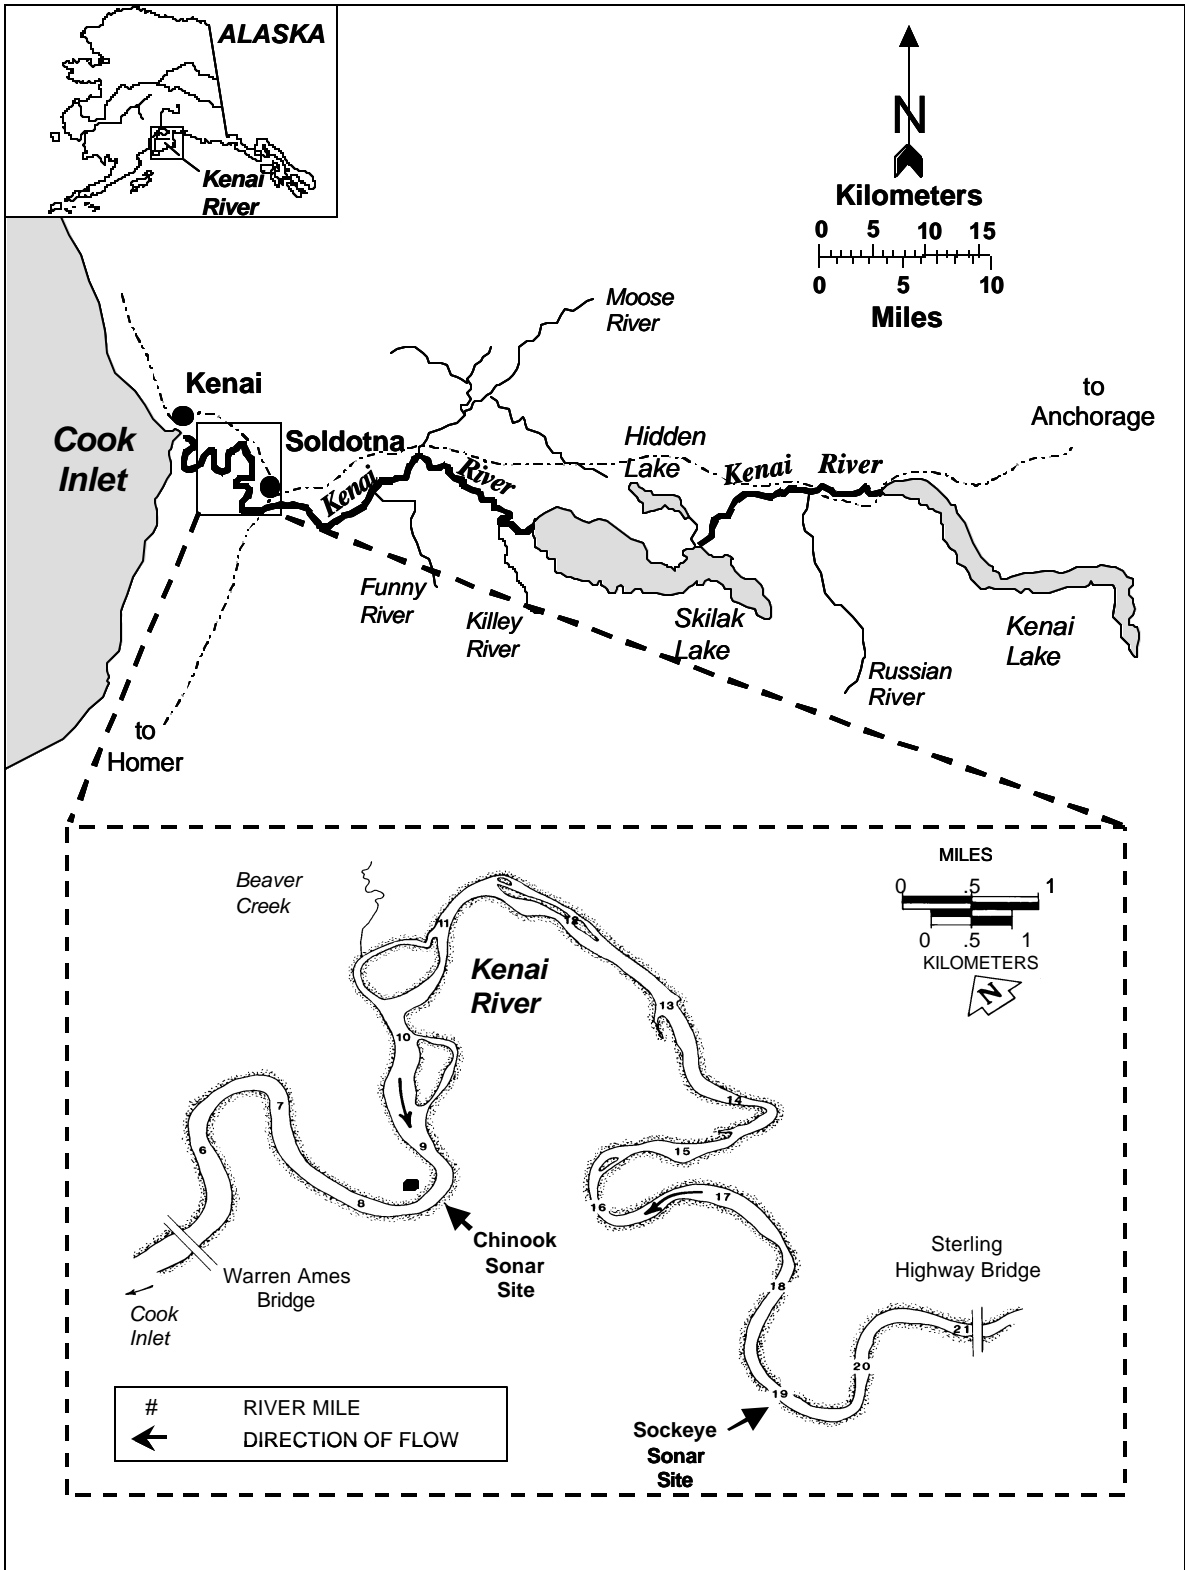 ALASKA
Kenai
River
N
Kilometers
0 5 10 15
0 5 10
Miles
Moose
River
Kenai
Cook
Inlet
Soldotna
Hidden
Lake
to
Anchorage
Kenai River
Kenai River
Funny
River
Killey
River
Skilak
Lake
Kenai
Lake
Russian
River
to
Homer
Beaver
Creek
MILES
0 .5 1
0 .5 1
KILOMETERS
N
Kenai
River
11
12
13
10
14
7
9
15
6
8
16
17
Chinook
Sonar
Site
Sterling
Highway Bridge
Warren Ames
Bridge
18
Cook
Inlet
21
20
19
Sockeye
Sonar
Site
# RIVER MILE
DIRECTION OF FLOW